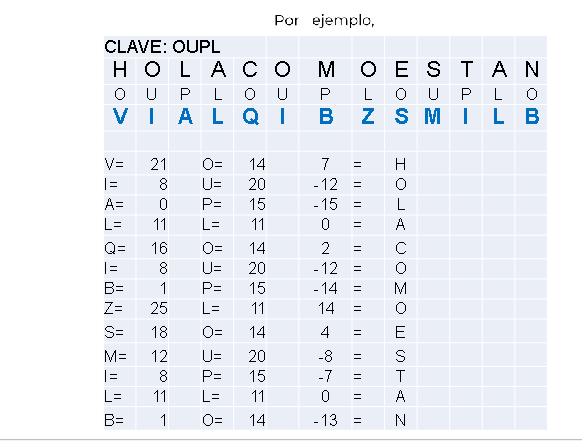 Por ejemplo,
CLAVE: OUPL
H O L A C O M O E S T A N
O U P L O U P L O U P L O
V I A L Q I B Z S M I L B
V= 21 O= 14 7 = H
I= 8 U= 20 -12 = O
A= 0 P= 15 -15 = L
L= 11 L= 11 0 = A
Q= 16 O= 14 2 = C
I= 8 U= 20 -12 = O
B= 1 P= 15 -14 = M
Z= 25 L= 11 14 = O
S= 18 O= 14 4 = E
M= 12 U= 20 -8 = S
I= 8 P= 15 -7 = T
L= 11 L= 11 0 = A
B= 1 O= 14 -13 = N